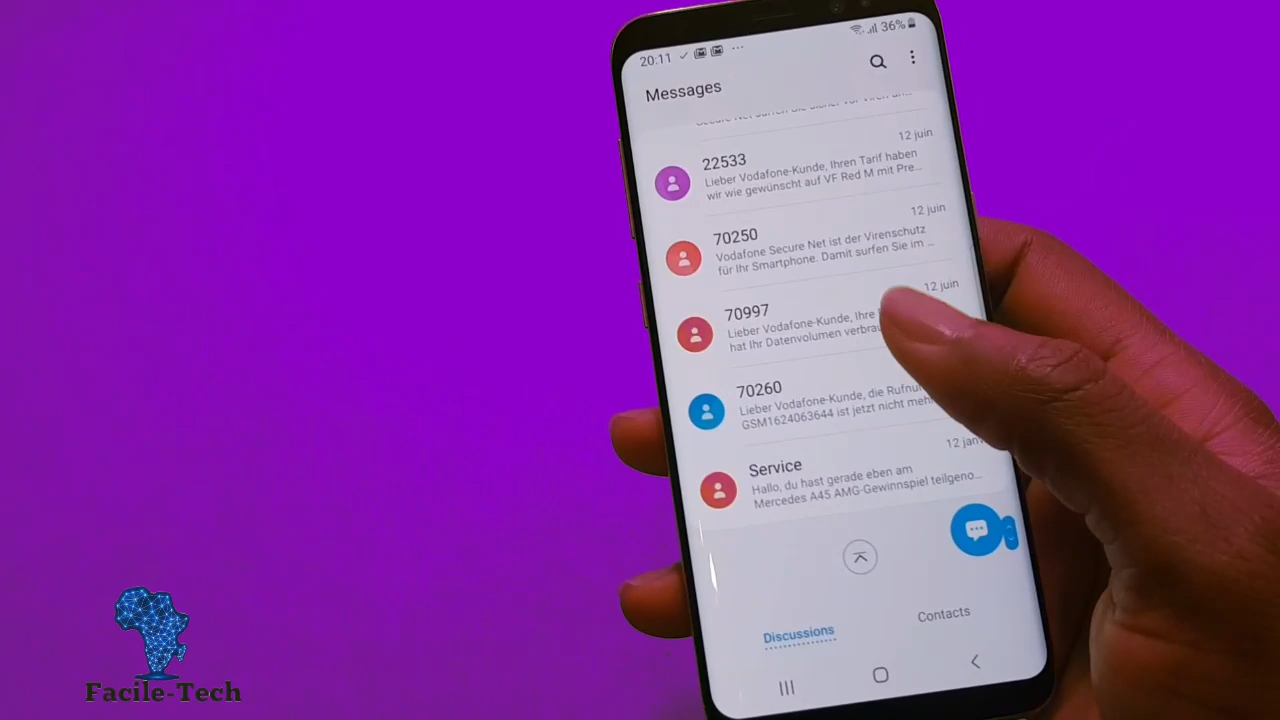 20:11
36%
Messages
12 juin
22533
Lieber Vodafone-Kunde, Ihren Tarif haben
wir wie gewünscht auf VF Red M mit Pre...
12 juin
70250
Vodafone Secure Net ist der Virenschutz
für Ihr Smartphone. Damit surfen Sie im ...
12 juin
70997
Lieber Vodafone-Kunde, Ihre
hat Ihr Datenvolumen
70260
Lieber Vodafone-Kunde, die
GSM1624063644 ist jetzt nicht
12
Service
Hallo, du hast gerade eben am
Mercedes A45 AMG-Gewinnspiel teilgeno...
Discussions
Contacts
Facile-Tech